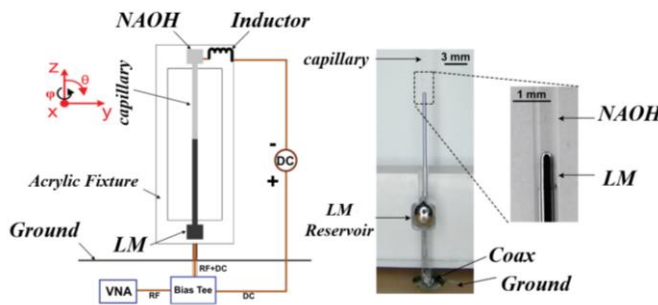 NAOH Inductor
capillary
z
θ
φ
x
y
-
DC
+
Acrylic Fixture
Ground
LM
RF+DC
VNA
RF
Bias Tee
DC
capillary
3 mm
1 mm
NAOH
LM
LM
Reservoir
Coax
Ground